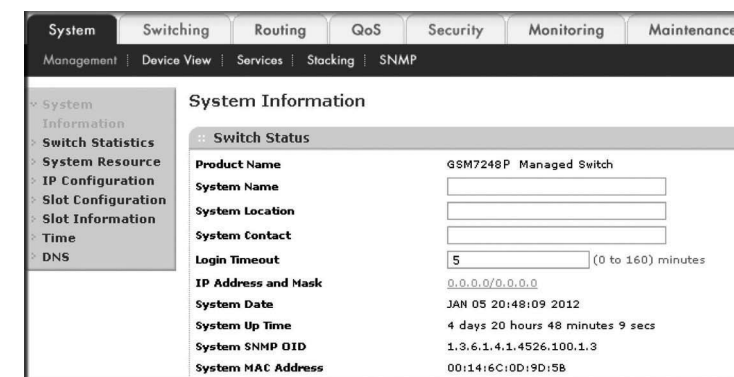 System Switching Routing QoS Security Monitoring Maintenance
Management Device View Services Stacking SNMP
System Information
Switch Statistics
System Resource
IP Configuration
Slot Configuration
Slot Information
Time
DNS
System Information
Switch Status
Product Name GSM7248P Managed Switch
System Name
System Location
System Contact
Login Timeout 5 (0 to 160) minutes
IP Address and Mask 0.0.0.0/0.0.0.0
System Date JAN 05 20:48:09 2012
System Up Time 4 days 20 hours 48 minutes 9 secs
System SNMP OID 1.3.6.1.4.1.4526.100.1.3
System MAC Address 00:14:6C:0D:9D:5B